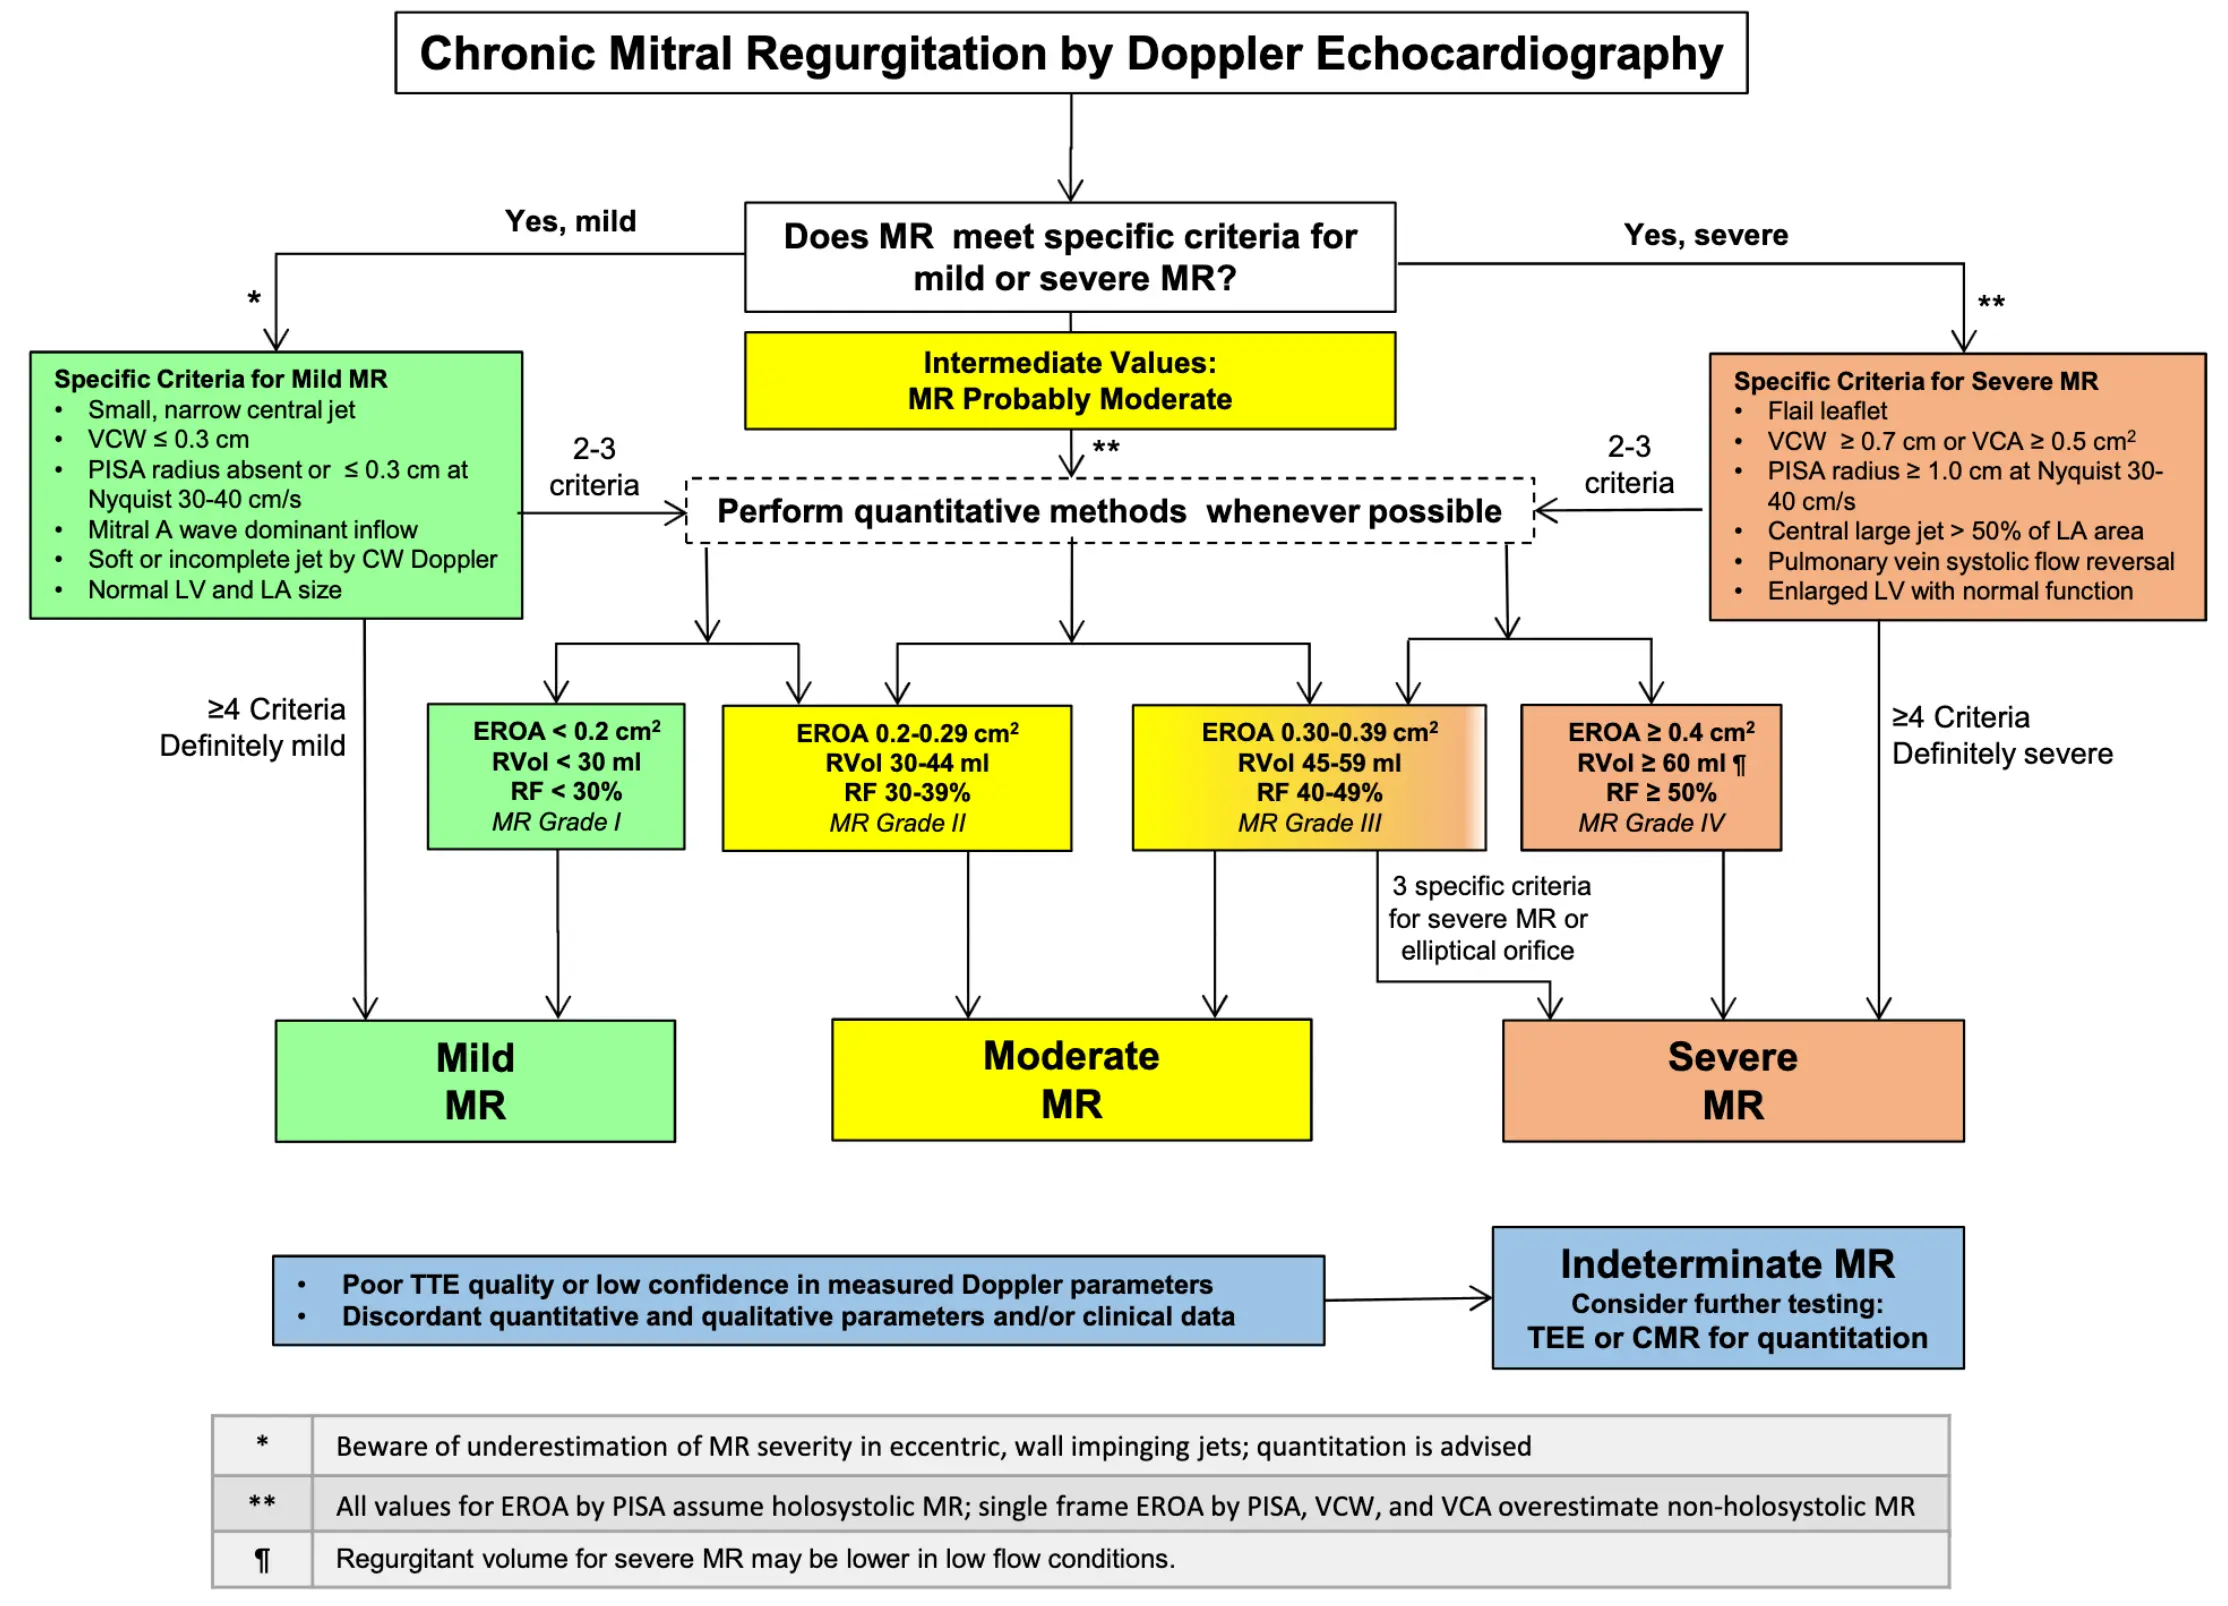 Chronic Mitral Regurgitation by Doppler Echocardiography
Yes, mild
Does MR meet specific criteria for
mild or severe MR?
Yes, severe
*
**
Intermediate Values:
MR Probably Moderate
**
Specific Criteria for Mild MR
• Small, narrow central jet
• VCW ≤ 0.3 cm
• PISA radius absent or ≤ 0.3 cm at
Nyquist 30-40 cm/s
• Mitral A wave dominant inflow
• Soft or incomplete jet by CW Doppler
• Normal LV and LA size
2-3
criteria
Perform quantitative methods whenever possible
2-3
criteria
Specific Criteria for Severe MR
• Flail leaflet
• VCW ≥ 0.7 cm or VCA ≥ 0.5 cm²
• PISA radius ≥ 1.0 cm at Nyquist 30-
40 cm/s
• Central large jet > 50% of LA area
• Pulmonary vein systolic flow reversal
• Enlarged LV with normal function
≥4 Criteria
Definitely mild
EROA < 0.2 cm²
RVol < 30 ml
RF < 30%
MR Grade I
EROA 0.2-0.29 cm²
RVol 30-44 ml
RF 30-39%
MR Grade II
EROA 0.30-0.39 cm²
RVol 45-59 ml
RF 40-49%
MR Grade III
EROA ≥ 0.4 cm²
RVol ≥ 60 ml ¶
RF ≥ 50%
MR Grade IV
≥4 Criteria
Definitely severe
3 specific criteria
for severe MR or
elliptical orifice
Mild
MR
Moderate
MR
Severe
MR
• Poor TTE quality or low confidence in measured Doppler parameters
• Discordant quantitative and qualitative parameters and/or clinical data
Indeterminate MR
Consider further testing:
TEE or CMR for quantitation
* Beware of underestimation of MR severity in eccentric, wall impinging jets; quantitation is advised
** All values for EROA by PISA assume holosystolic MR; single frame EROA by PISA, VCW, and VCA overestimate non-holosystolic MR
¶ Regurgitant volume for severe MR may be lower in low flow conditions.